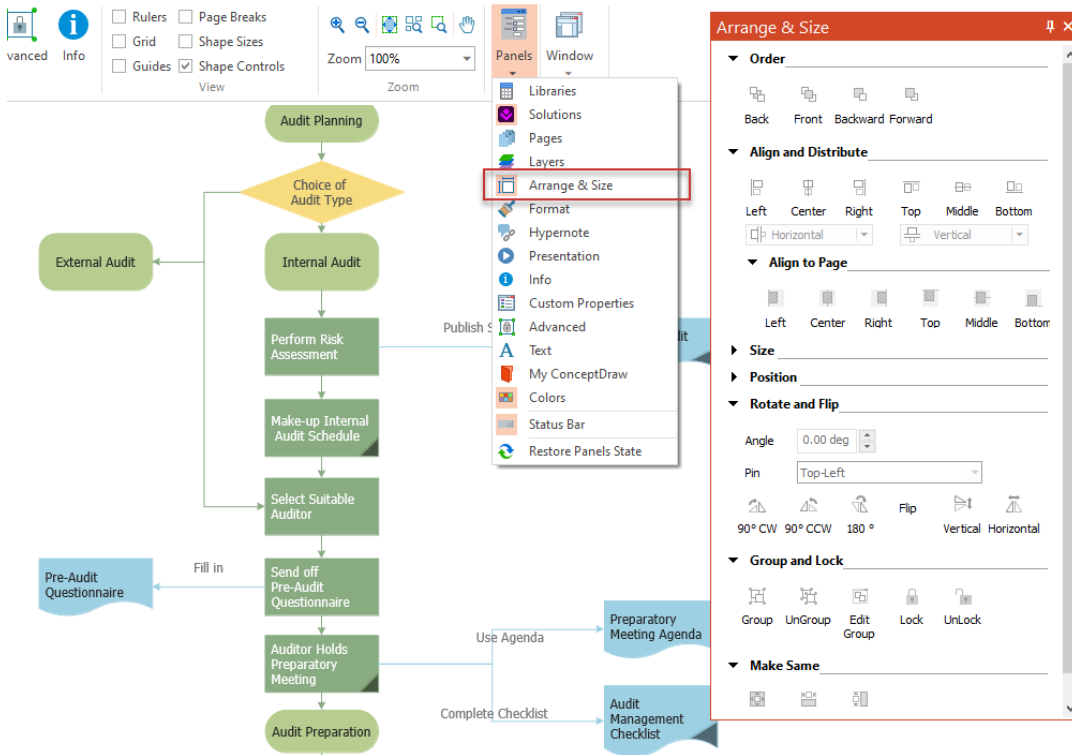 Rulers
Page Breaks
Grid
Shape Sizes
Guides
Shape Controls
View
vanced
Info
Zoom
100%
Zoom
Panels
Window
Libraries
Solutions
Pages
Layers
Arrange & Size
Format
Hypernote
Presentation
Info
Custom Properties
Advanced
Text
My ConceptDraw
Colors
Status Bar
Restore Panels State
Audit Planning
Choice of
Audit Type
External Audit
Internal Audit
Perform Risk
Assessment
Publish S
dit
Make-up Internal
Audit Schedule
Select Suitable
Auditor
Send off
Pre-Audit
Questionnaire
Fill in
Pre-Audit
Questionnaire
Auditor Holds
Preparatory
Meeting
Use Agenda
Preparatory
Meeting Agenda
Complete Checklist
Audit
Management
Checklist
Audit Preparation
Arrange & Size
Order
Back Front Backward Forward
Align and Distribute
Left Center Right Top Middle Bottom
Horizontal Vertical
Align to Page
Left Center Right Top Middle Bottom
Size
Position
Rotate and Flip
Angle 0.00 deg
Pin Top-Left
90° CW 90° CCW 180 ° Flip Vertical Horizontal
Group and Lock
Group UnGroup Edit
Group Lock UnLock
Make Same